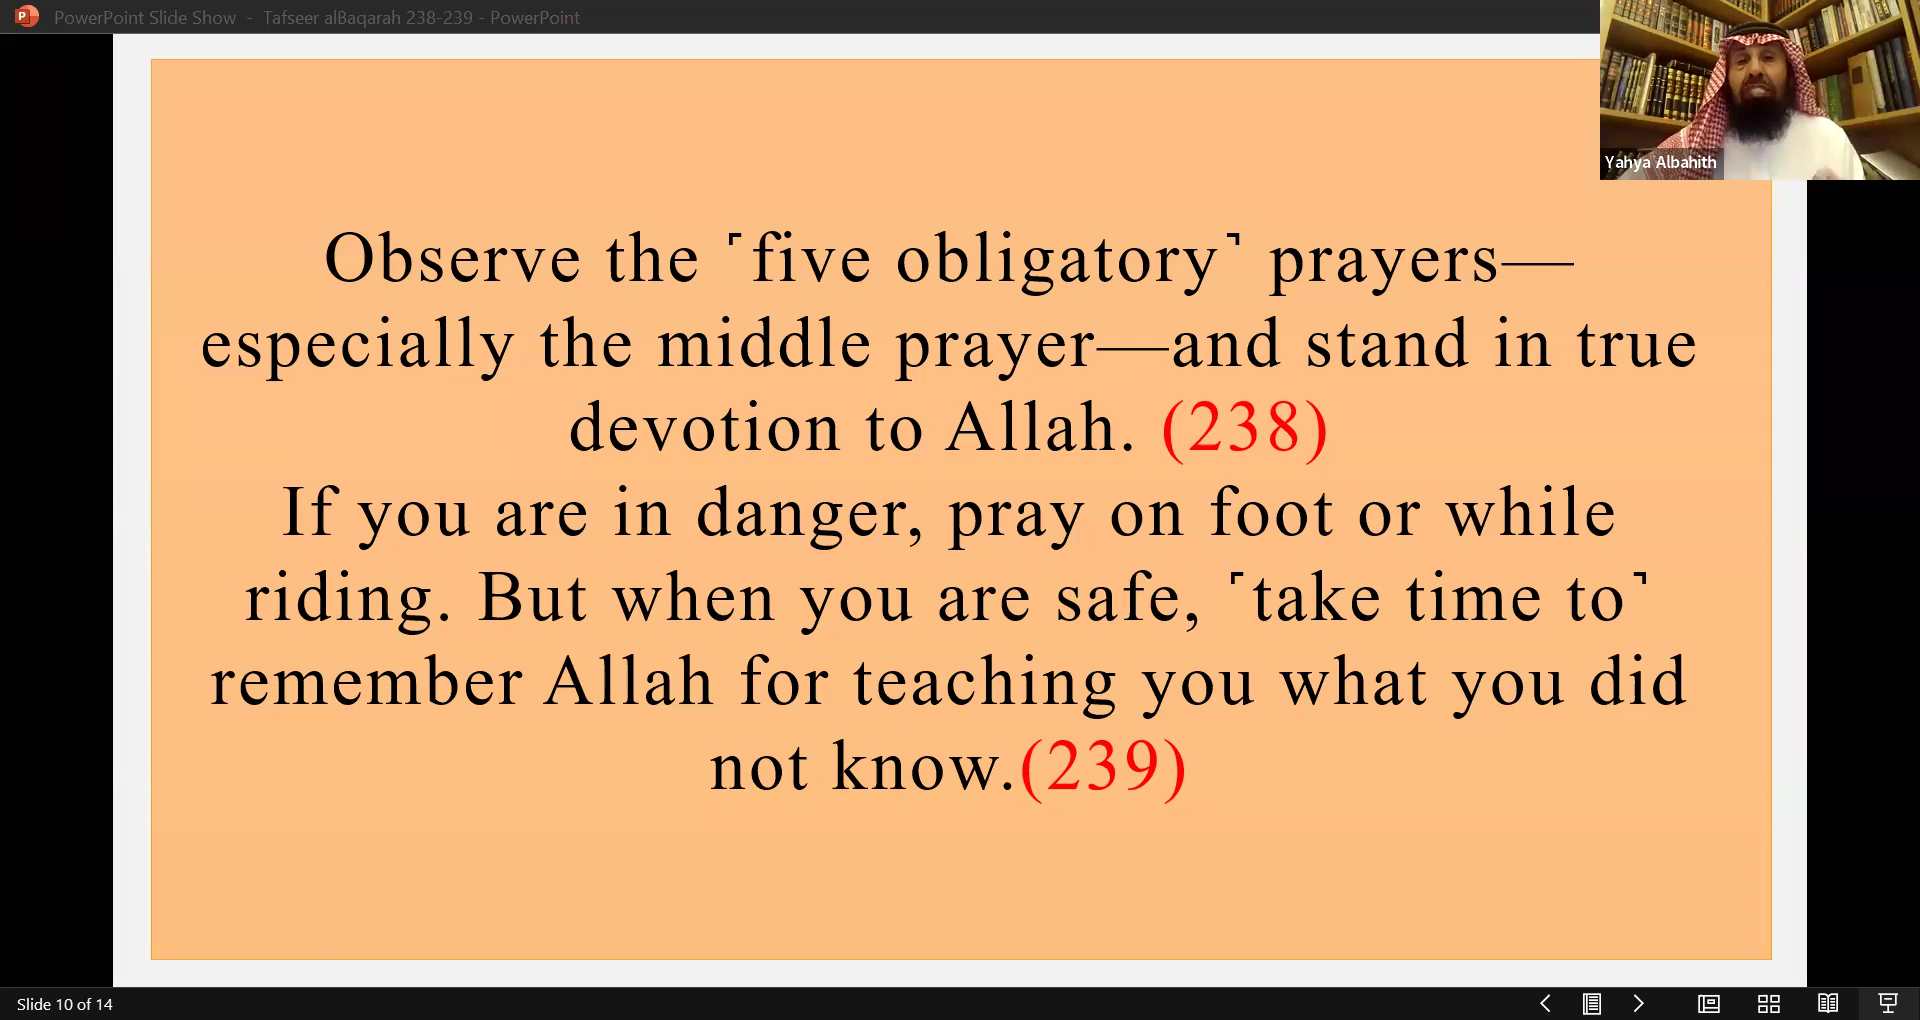 PowerPoint Slide Show - Tafseer alBaqarah 238-239 - PowerPoint
Yahya Albahith
Observe the ⸢five obligatory⸣ prayers—
especially the middle prayer—and stand in true
devotion to Allah. (238)
If you are in danger, pray on foot or while
riding. But when you are safe, ⸢take time to⸣
remember Allah for teaching you what you did
not know.(239)
Slide 10 of 14